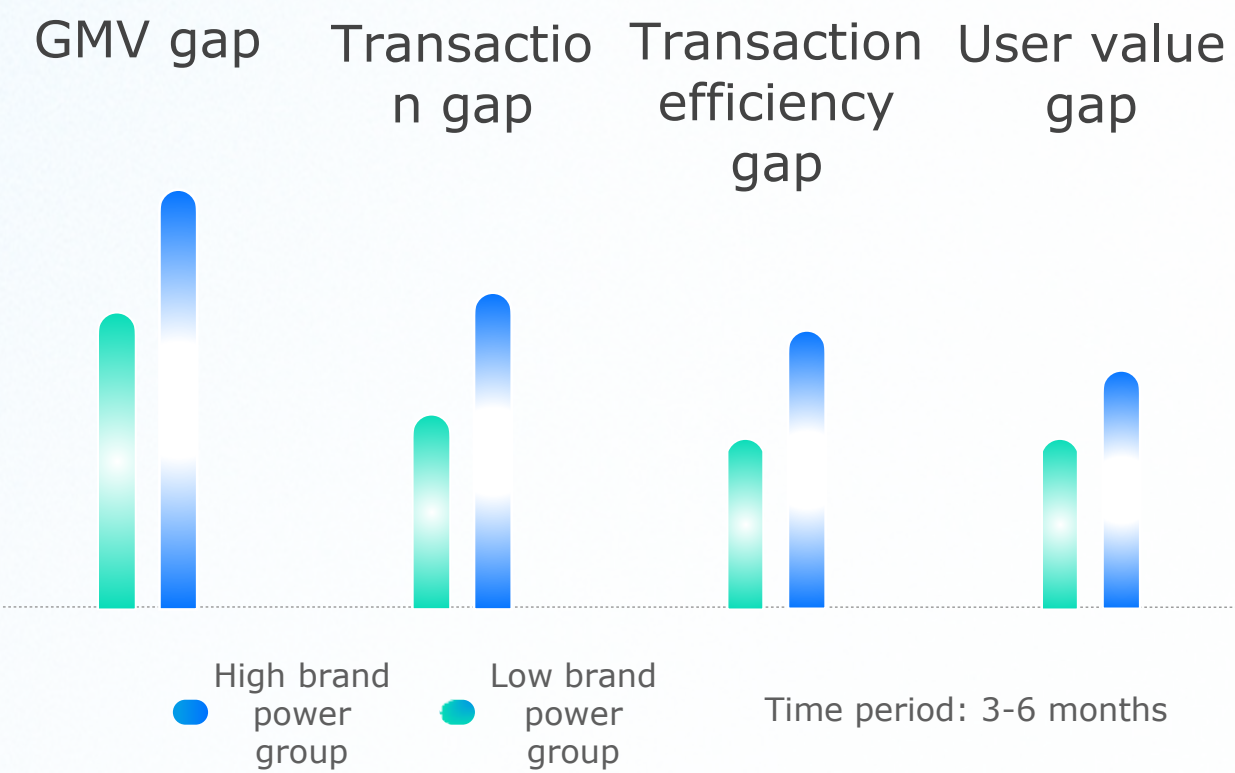 GMV gap
Transactio
n gap
Transaction
efficiency
gap
User value
gap
High brand
power
group
Low brand
power
group
Time period: 3-6 months